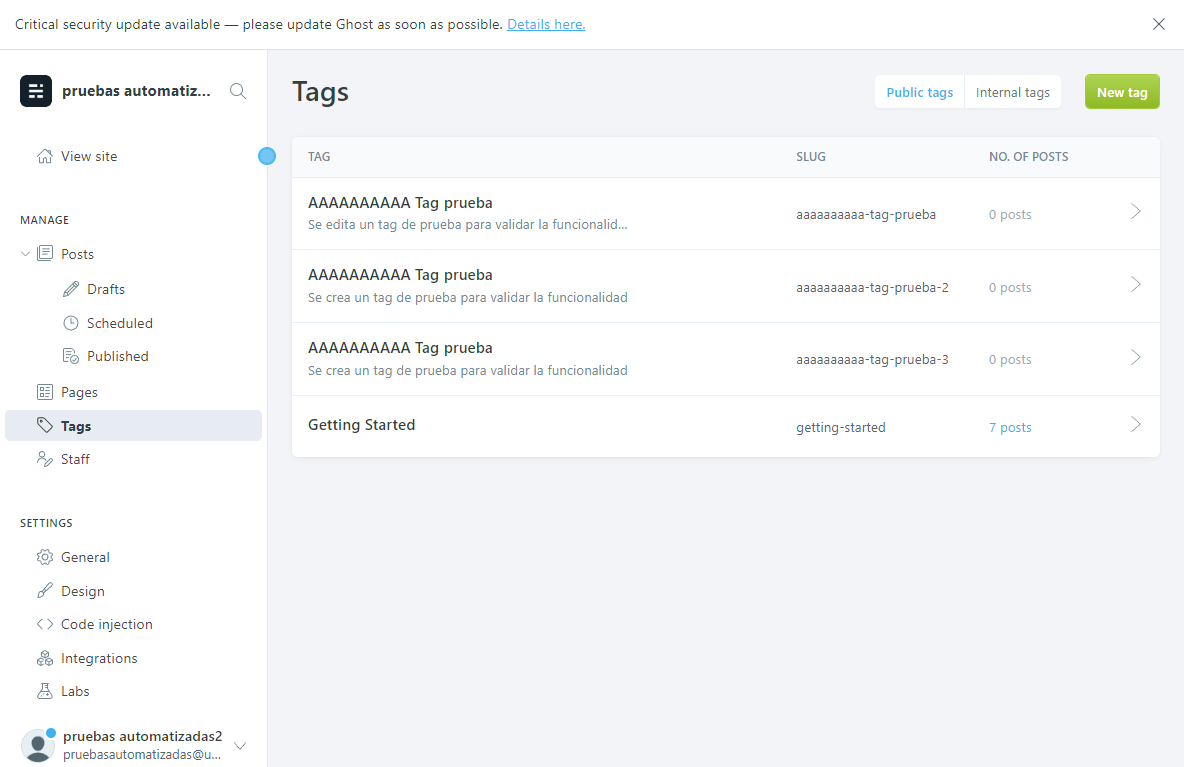 Critical security update available — please update Ghost as soon as possible. Details here.
pruebas automatiz...
View site
MANAGE
Posts
Drafts
Scheduled
Published
Pages
Tags
Staff
SETTINGS
General
Design
Code injection
Integrations
Labs
pruebas automatizadas2
pruebasautomatizadas@u...
Tags
Public tags
Internal tags
New tag
TAG SLUG NO. OF POSTS
AAAAAAAAAA Tag prueba
Se edita un tag de prueba para validar la funcionalid...
aaaaaaaaaa-tag-prueba
0 posts
AAAAAAAAAA Tag prueba
Se crea un tag de prueba para validar la funcionalidad
aaaaaaaaaa-tag-prueba-2
0 posts
AAAAAAAAAA Tag prueba
Se crea un tag de prueba para validar la funcionalidad
aaaaaaaaaa-tag-prueba-3
0 posts
Getting Started
getting-started
7 posts